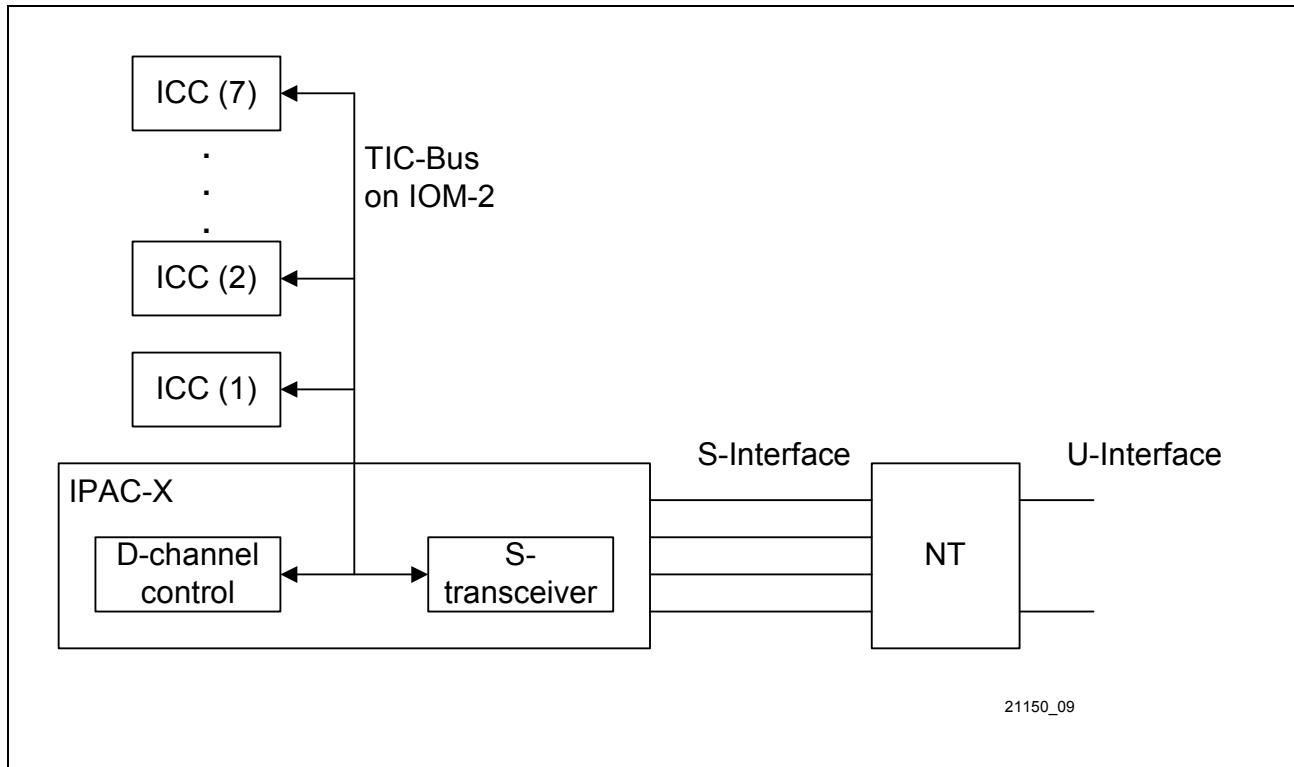 ICC (7)
.
.
.
TIC-Bus
on IOM-2
ICC (2)
ICC (1)
S-Interface
U-Interface
IPAC-X
D-channel
control
S-
transceiver
NT
21150_09